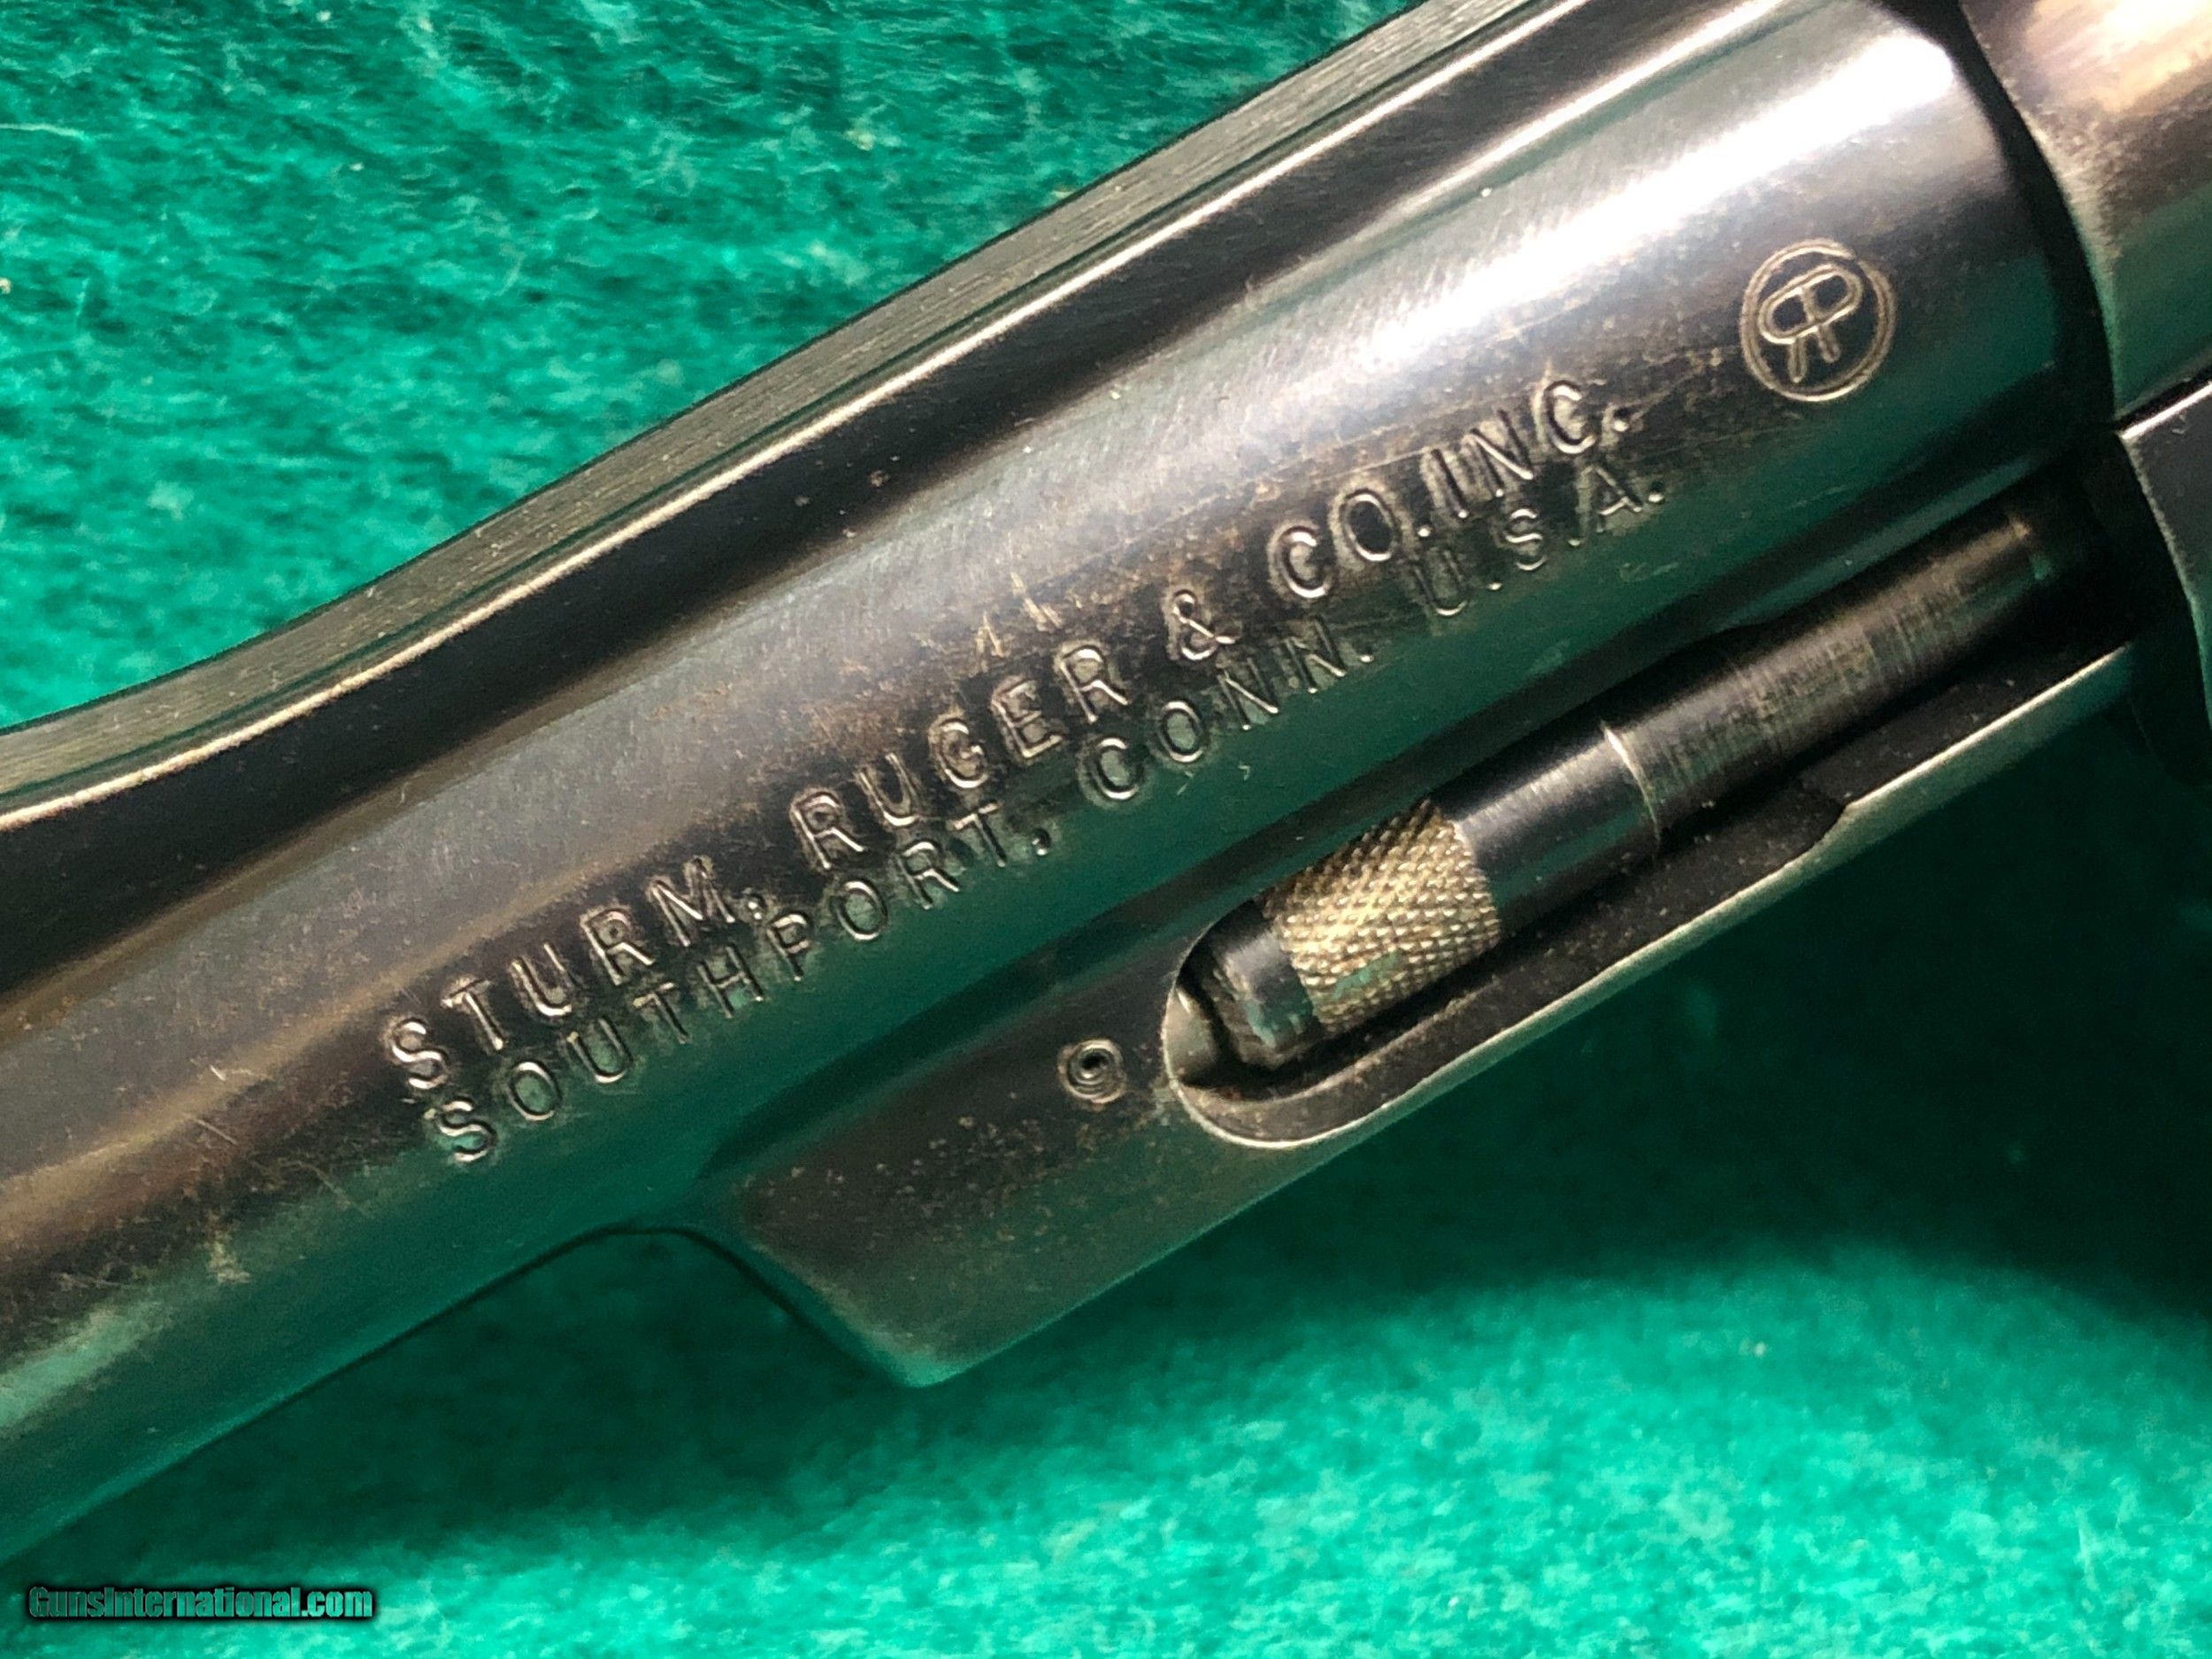 STURM, RUGER & CO. INC.
SOUTHPORT, CONN. U.S.A.
GunsInternational.com